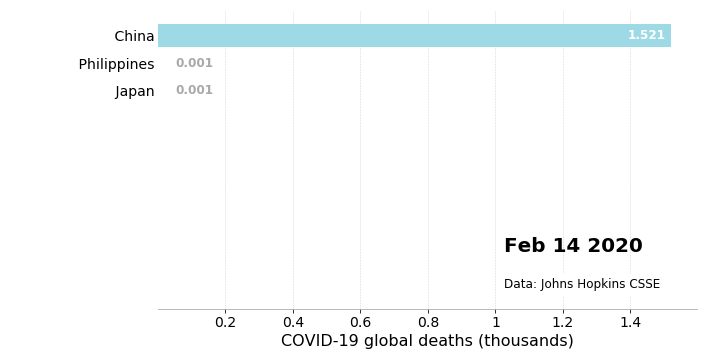 China 1.521
Philippines 0.001
Japan 0.001
Feb 14 2020
Data: Johns Hopkins CSSE
0.2 0.4 0.6 0.8 1 1.2 1.4
COVID-19 global deaths (thousands)